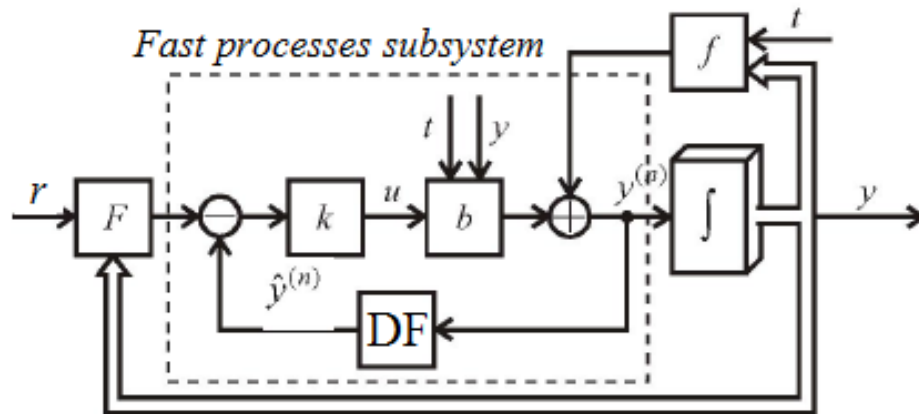 Fast processes subsystem
f
t
t
y
y^{(n)}
r
F
−
k
u
b
+
∫
y
ŷ^{(n)}
DF